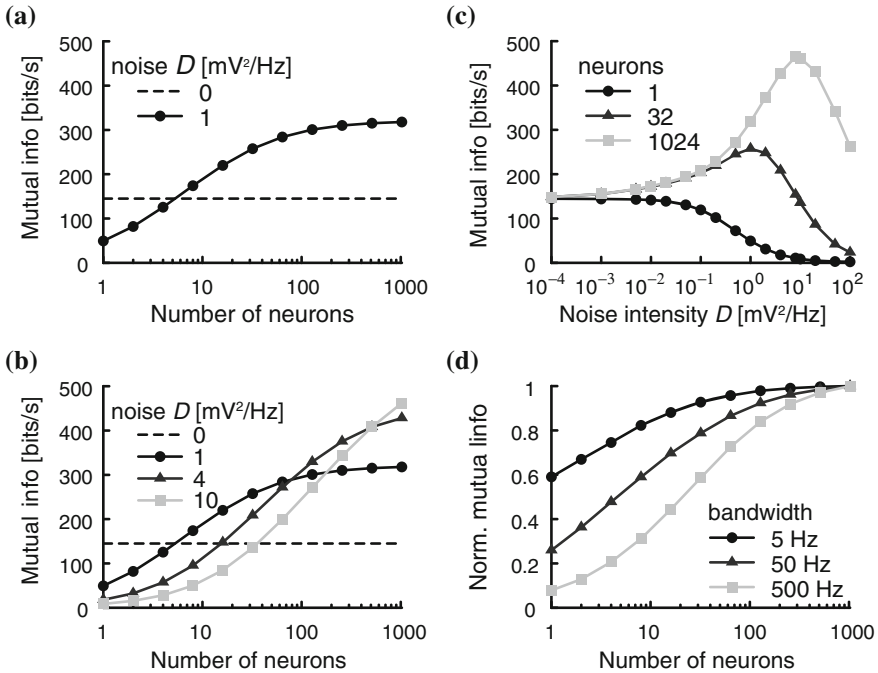 (a)
Mutual info [bits/s]
500
400
300
200
100
0
noise D [mV²/Hz]
0
1
1 10 100 1000
Number of neurons
(c)
Mutual info [bits/s]
500
400
300
200
100
0
neurons
1
32
1024
10⁻⁴ 10⁻³ 10⁻² 10⁻¹ 10⁰ 10¹ 10²
Noise intensity D [mV²/Hz]
(b)
Mutual info [bits/s]
500
400
300
200
100
0
noise D [mV²/Hz]
0
1
4
10
1 10 100 1000
Number of neurons
(d)
Norm. mutua linfo
1
0.8
0.6
0.4
0.2
0
bandwidth
5 Hz
50 Hz
500 Hz
1 10 100 1000
Number of neurons